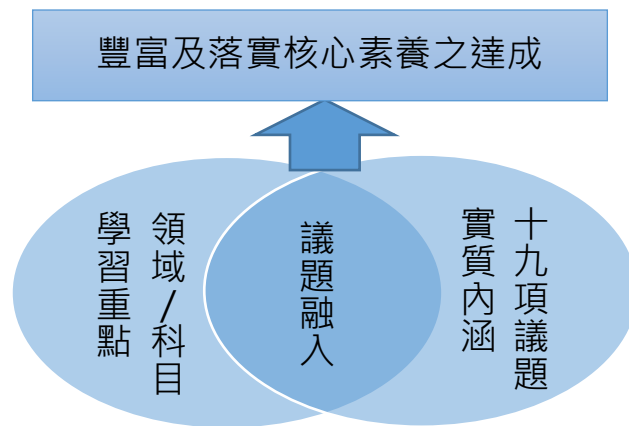 豐富及落實核心素養之達成
領域/科目
學習重點
議題融入
十九項議題
實質內涵